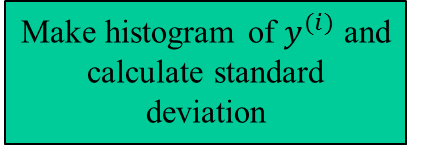 Make histogram of y⁽ⁱ⁾ and
calculate standard
deviation